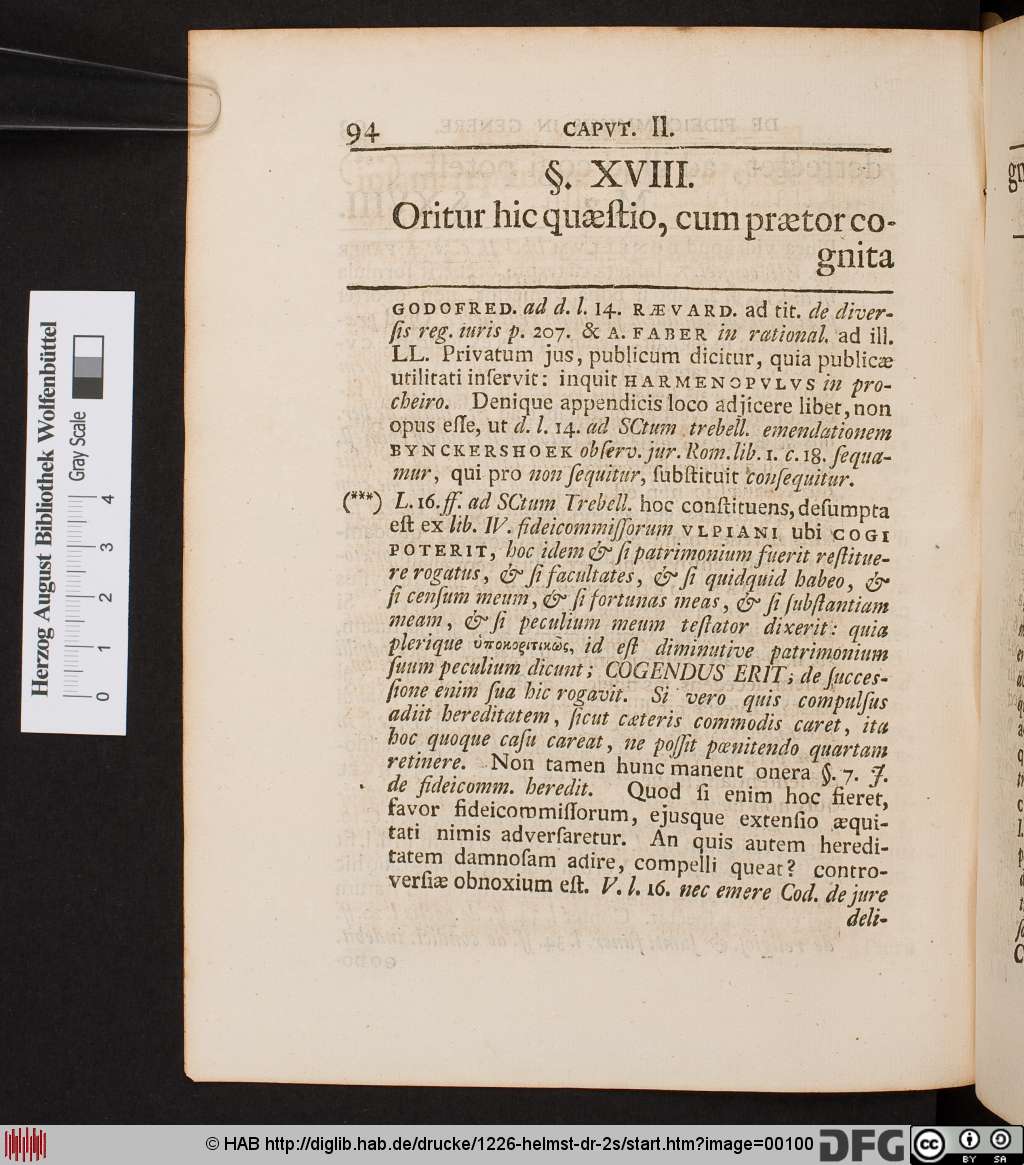 94 CAPVT. II.
§. XVIII.
Oritur hic quæſtio, cum prætor co-
gnita
GODOFRED. ad d. l. 14. RÆVARD. ad tit. de diver-
ſis reg. iuris p. 207. & A. FABER in rational. ad ill.
LL. Privatum jus, publicum dicitur, quia publicæ
utilitati inſervit: inquit HARMENOPVLVS in pro-
cheiro. Denique appendicis loco adjicere libet, non
opus eſſe, ut d. l. 14. ad SCtum trebell. emendationem
BYNCKERSHOEK obſerv. jur. Rom. lib. 1. c. 18. ſequa-
mur, qui pro non ſequitur, ſubſtituit conſequitur.
(***) L. 16. ff. ad SCtum Trebell. hoc conſtituens, deſumpta
eſt ex lib. IV. fideicommiſſorum VLPIANI ubi COGI
POTERIT, hoc idem & ſi patrimonium fuerit reſtitue-
re rogatus, & ſi facultates, & ſi quidquid habeo, &
ſi cenſum meum, & ſi fortunas meas, & ſi ſubſtantiam
meam, & ſi peculium meum teſtator dixerit: quia
plerique ὑποκοριτικῶς, id eſt diminutive patrimonium
ſuum peculium dicunt; COGENDUS ERIT; de ſucces-
ſione enim ſua hic rogavit. Si vero quis compulſus
adiit hereditatem, ſicut cæteris commodis caret, ita
hoc quoque caſu careat, ne poſſit pœnitendo quartam
retinere. Non tamen hunc manent onera §. 7. J.
de fideicomm. heredit. Quod ſi enim hoc fieret,
favor fideicommiſſorum, ejusque extenſio æqui-
tati nimis adverſaretur. An quis autem heredi-
tatem damnoſam adire, compelli queat? contro-
verſiæ obnoxium eſt. V. l. 16. nec emere Cod. de jure
deli-
Herzog August Bibliothek Wolfenbüttel
Gray Scale
0 1 2 3 4
© HAB http://diglib.hab.de/drucke/1226-helmst-dr-2s/start.htm?image=00100
DFG
cc BY SA